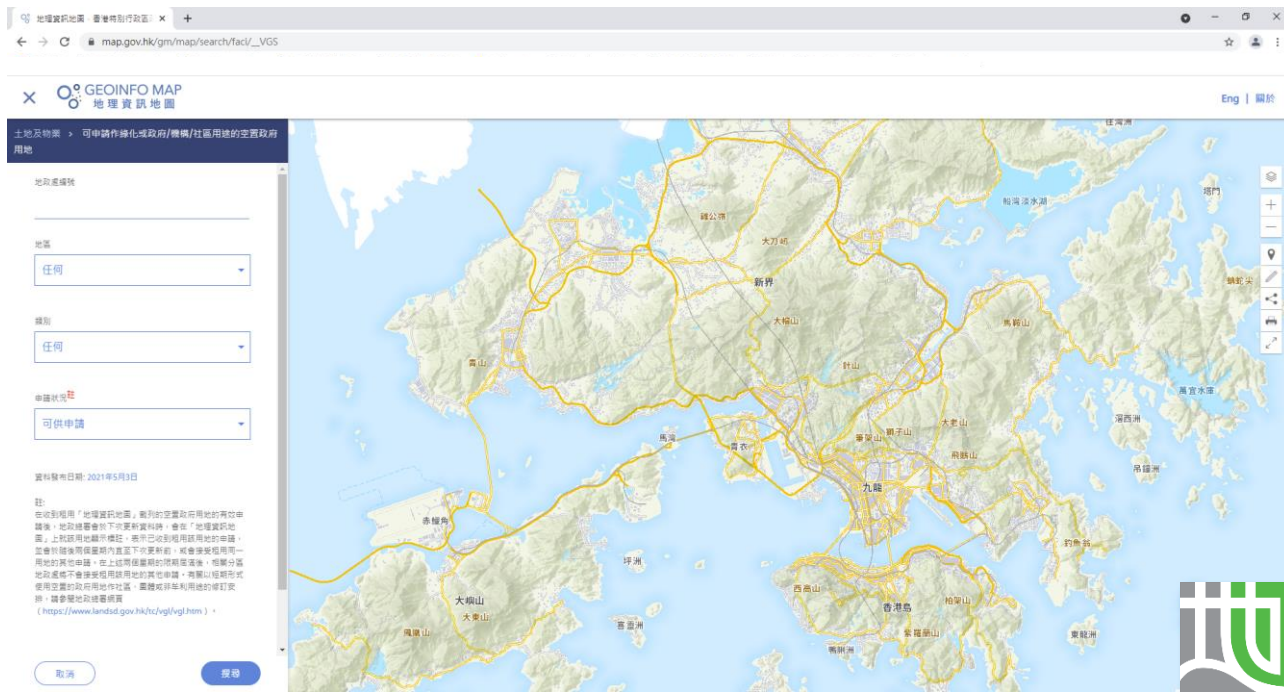 地理資訊地圖 - 香港特別行政區
map.gov.hk/gm/map/search/faci/__VGS
GEOINFO MAP
地理資訊地圖
Eng | 關於
土地及物業 > 可申請作綠化或政府/機構/社區用途的空置政府
用地
地政處編號
地區
任何
類別
任何
申請狀況註
可供申請
資料發布日期: 2021年5月3日
註:
在收到租用「地理資訊地圖」載列的空置政府用地的有效申
請後，地政總署會於下次更新資料時，會在「地理資訊地
圖」上就該用地顯示標註，表示已收到租用該用地的申請，
並會於隨後兩個星期內直至下次更新前，或會接受租用同一
用地的其他申請。在上述兩個星期的限期屆滿後，相關分區
地政處將不會接受租用該用地的其他申請。有關以短期形式
使用空置的政府用地作社區、團體或非牟利用途的修訂安
排，請參閱地政總署網頁
（https://www.landsd.gov.hk/tc/vgl/vgl.htm）。
取消
搜尋
船灣淡水湖
塔門
雞公嶺
大刀屻
新界
蚺蛇尖
大帽山
馬鞍山
青山
針山
萬宜水庫
滘西洲
大老山
馬灣
青衣
筆架山
獅子山
飛鵝山
吊鐘洲
九龍
赤鱲角
釣魚翁
坪洲
西高山
大嶼山
香港島
柏架山
大東山
喜靈洲
鳳凰山
紫羅蘭山
東龍洲
鴨脷洲